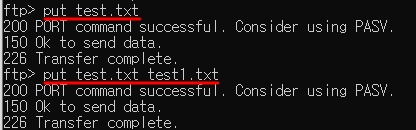 ftp> put test.txt
200 PORT command successful. Consider using PASV.
150 Ok to send data.
226 Transfer complete.
ftp> put test.txt test1.txt
200 PORT command successful. Consider using PASV.
150 Ok to send data.
226 Transfer complete.